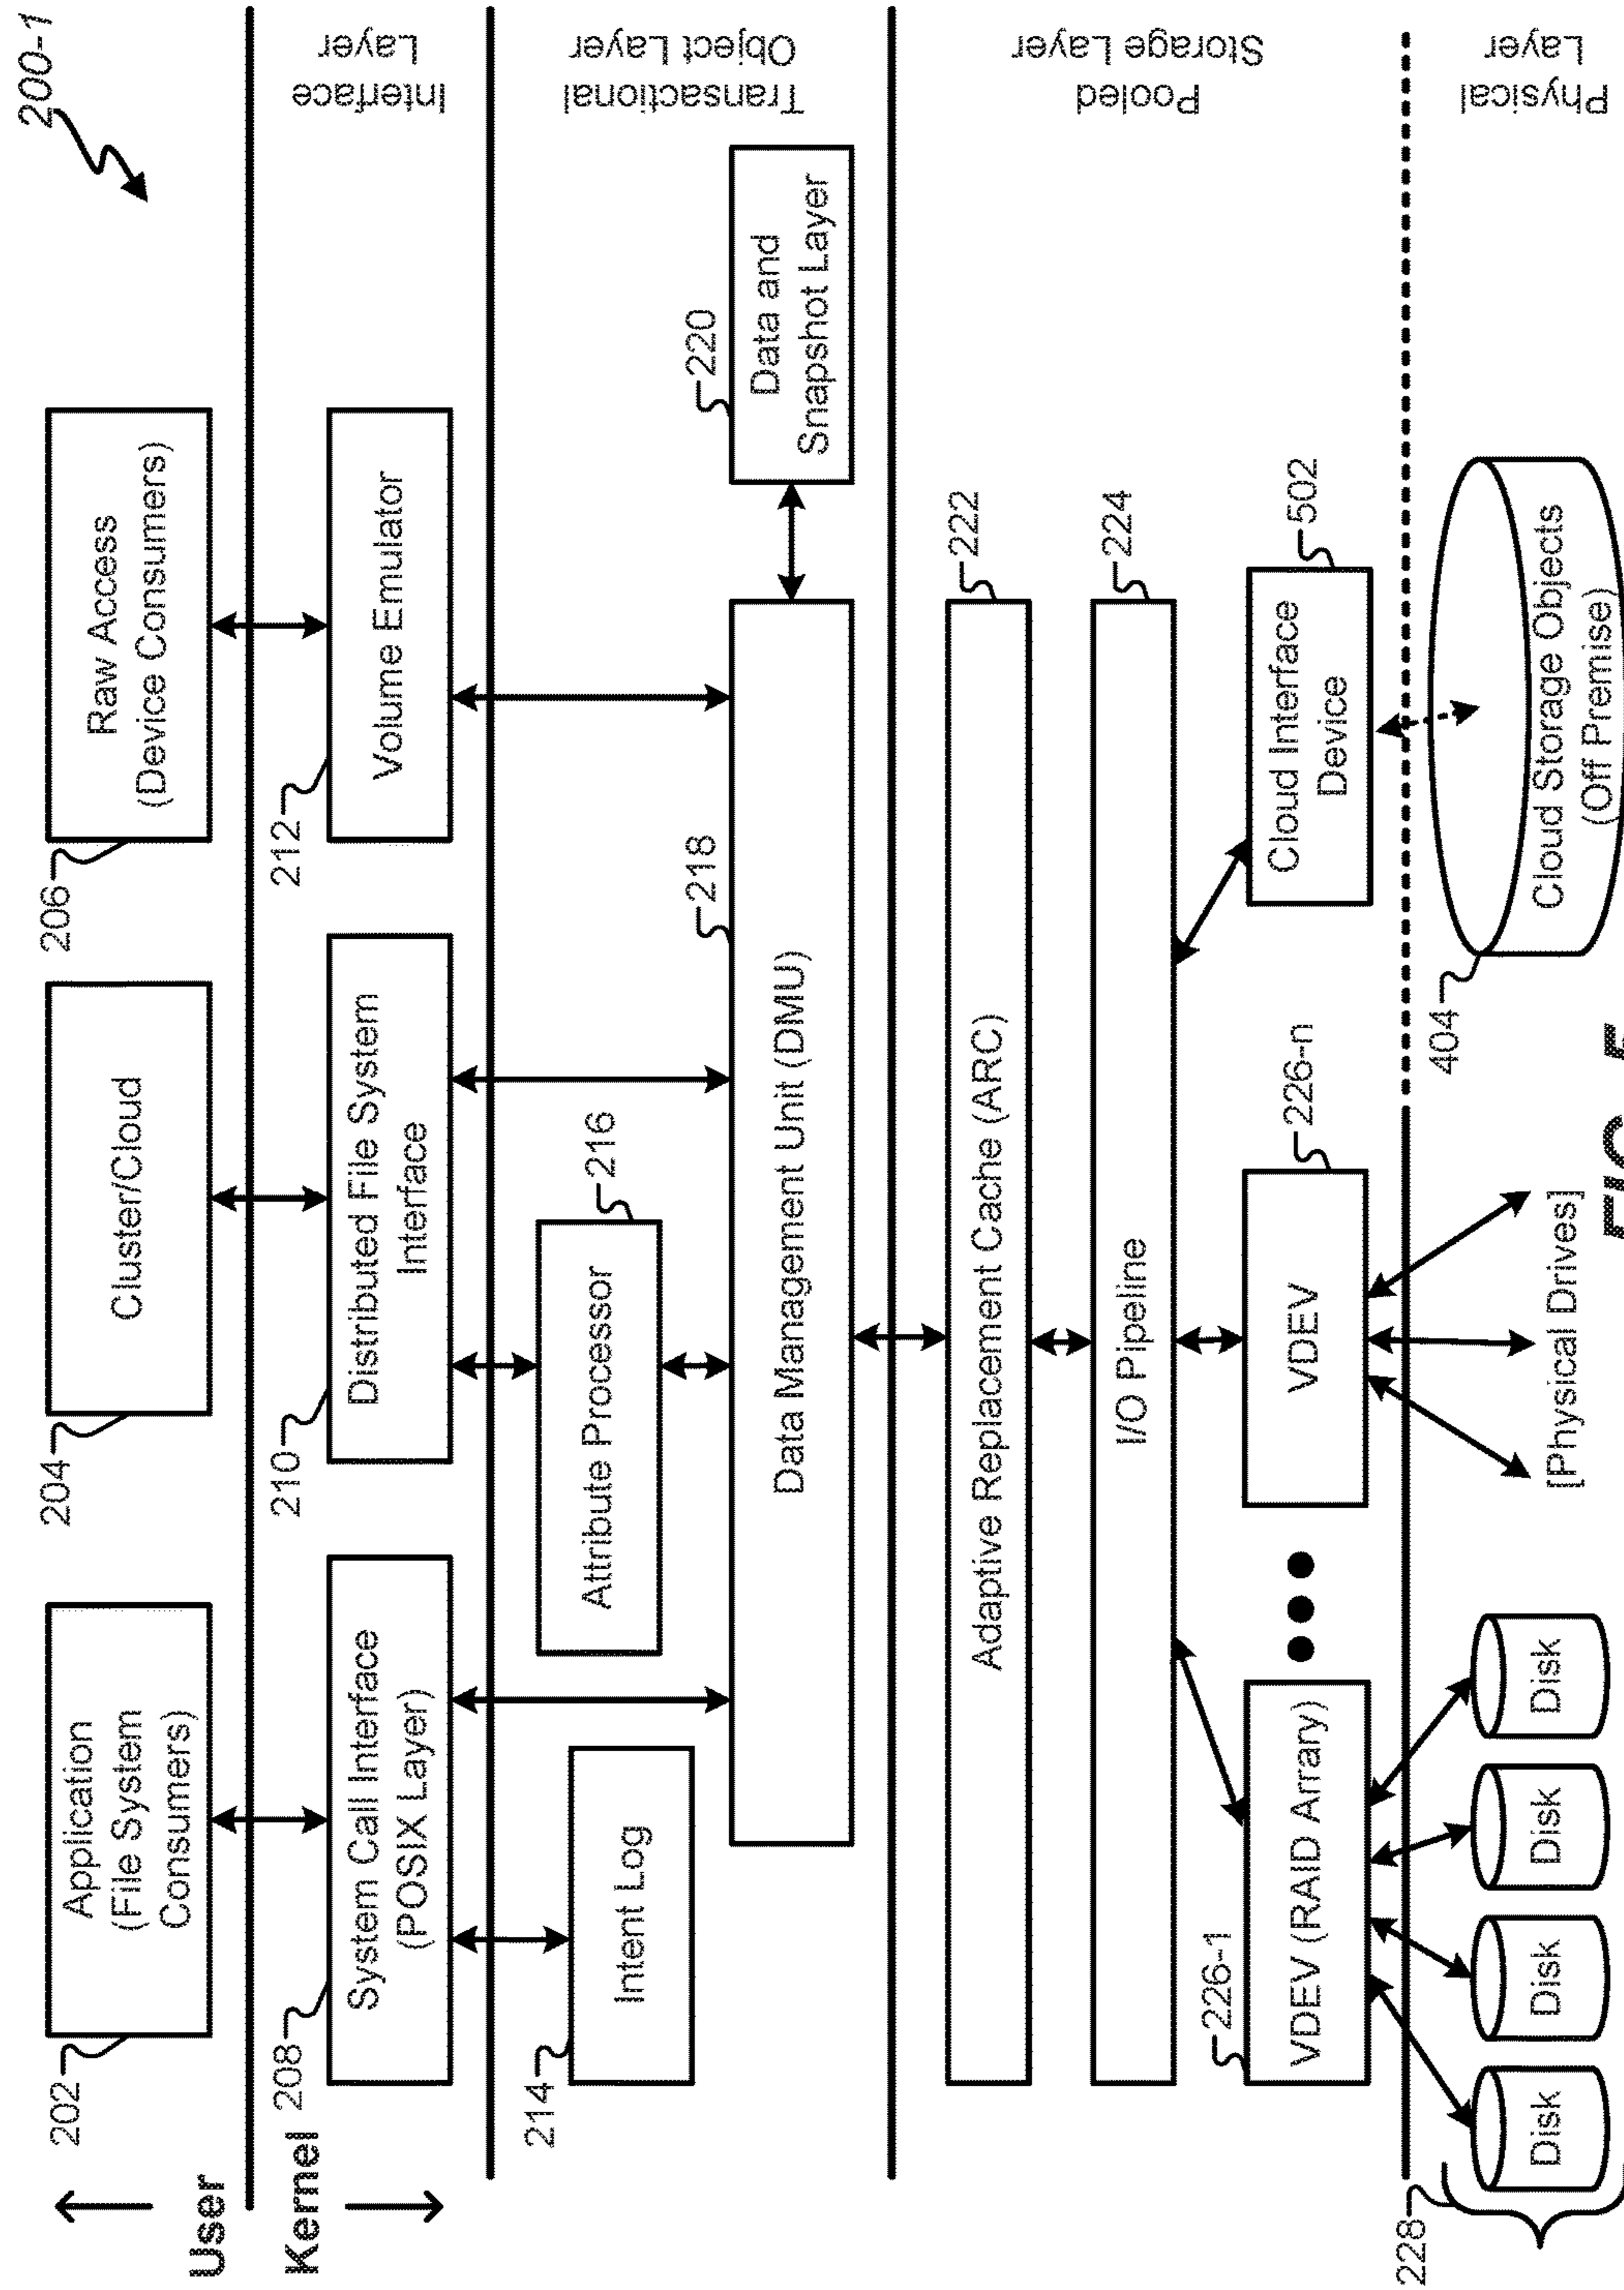 200-1
202
Application
(File System
Consumers)
204
Cluster/Cloud
206
Raw Access
(Device Consumers)
User
Kernel
208
System Call Interface
(POSIX Layer)
210
Distributed File System
Interface
212
Volume Emulator
Interface
Layer
214
Intent Log
Attribute Processor
216
218
Data Management Unit (DMU)
220
Data and
Snapshot Layer
Transactional
Object Layer
Adaptive Replacement Cache (ARC)
222
I/O Pipeline
224
226-1
VDEV (RAID Arrary)
VDEV
226-n
Cloud Interface
Device
502
Pooled
Storage Layer
228
Disk
Disk
Disk
Disk
[Physical Drives]
404
Cloud Storage Objects
(Off Premise)
Physical
Layer